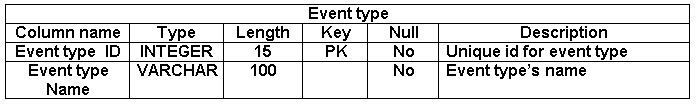 Event type
Column name Type Length Key Null Description
Event type ID INTEGER 15 PK No Unique id for event type
Event type Name VARCHAR 100 No Event type's name